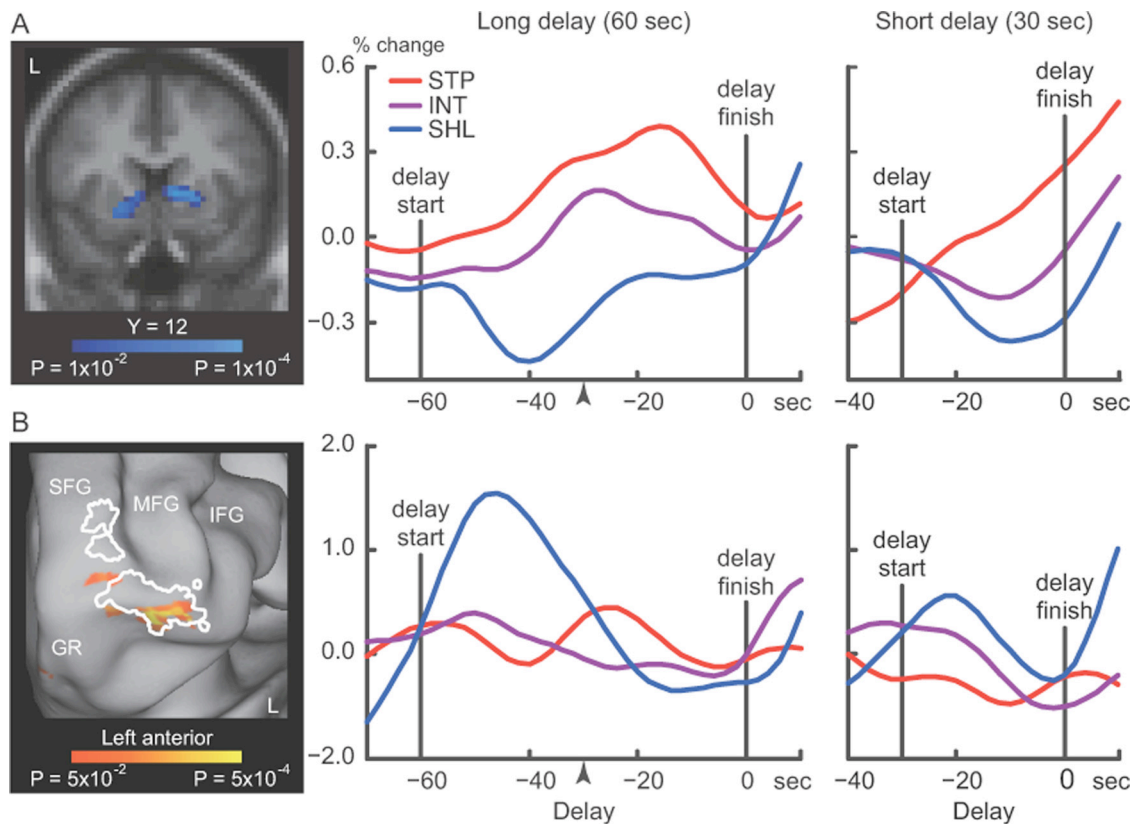 A
L
Y = 12
P = 1x10-2 P = 1x10-4
Long delay (60 sec)
% change
0.6
0.3
0.0
−0.3
STP
INT
SHL
delay
start
delay
finish
−60 −40 −20 0 sec
Short delay (30 sec)
delay
start
delay
finish
−40 −20 0 sec
B
SFG
MFG
IFG
GR
L
Left anterior
P = 5x10-2 P = 5x10-4
2.0
1.0
0.0
−2.0
delay
start
delay
finish
−60 −40 −20 0 sec
Delay
delay
start
delay
finish
−40 −20 0 sec
Delay